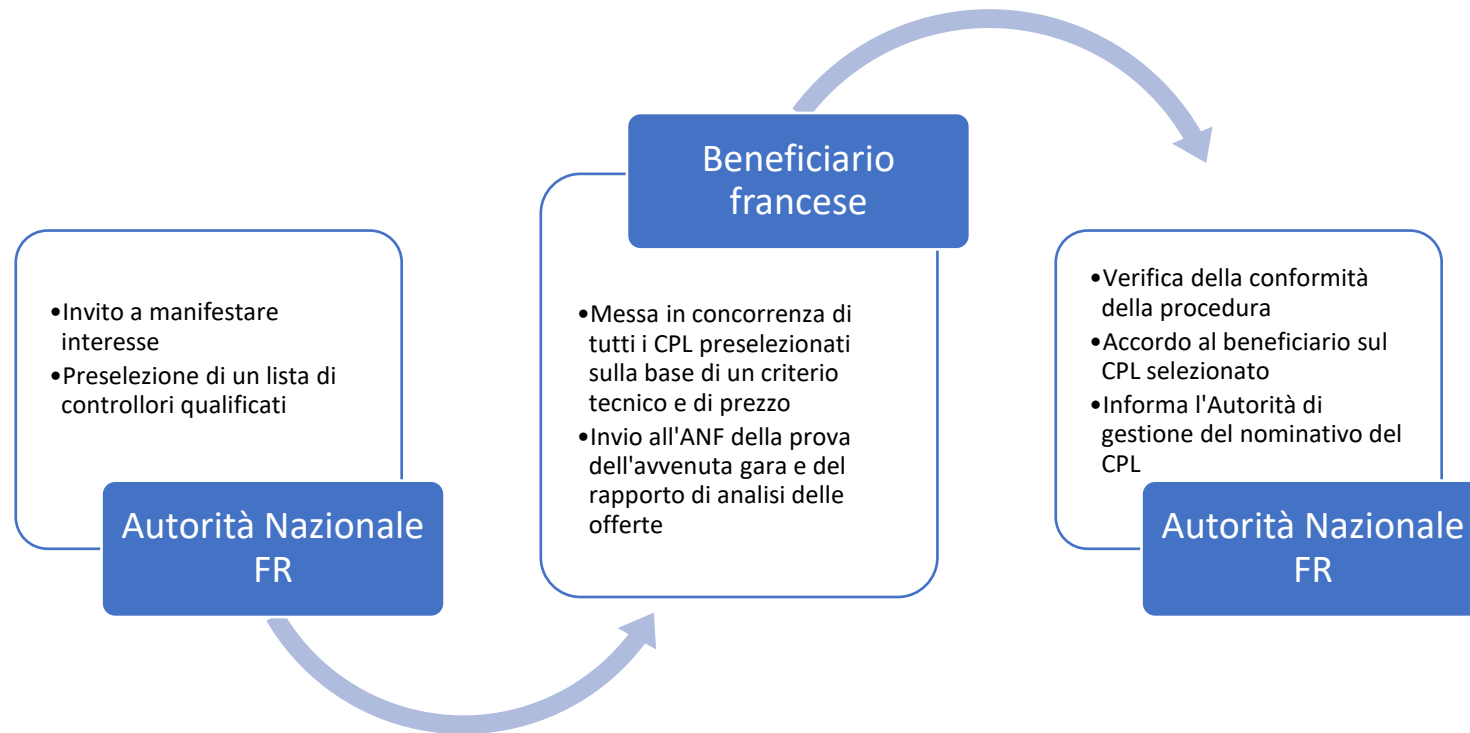 •Invito a manifestare
interesse
•Preselezione di un lista di
controllori qualificati
Autorità Nazionale
FR
Beneficiario
francese
•Messa in concorrenza di
tutti i CPL preselezionati
sulla base di un criterio
tecnico e di prezzo
•Invio all'ANF della prova
dell'avvenuta gara e del
rapporto di analisi delle
offerte
•Verifica della conformità
della procedura
•Accordo al beneficiario sul
CPL selezionato
•Informa l'Autorità di
gestione del nominativo del
CPL
Autorità Nazionale
FR